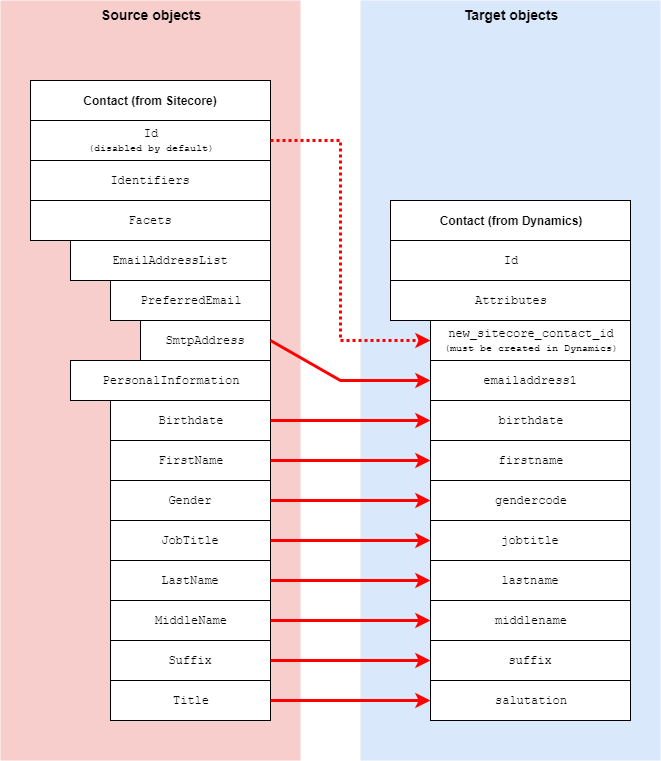 Source objects
Target objects
Contact (from Sitecore)
Id
(disabled by default)
Identifiers
Facets
EmailAddressList
PreferredEmail
SmtpAddress
PersonalInformation
Birthdate
FirstName
Gender
JobTitle
LastName
MiddleName
Suffix
Title
Contact (from Dynamics)
Id
Attributes
new_sitecore_contact_id
(must be created in Dynamics)
emailaddress1
birthdate
firstname
gendercode
jobtitle
lastname
middlename
suffix
salutation